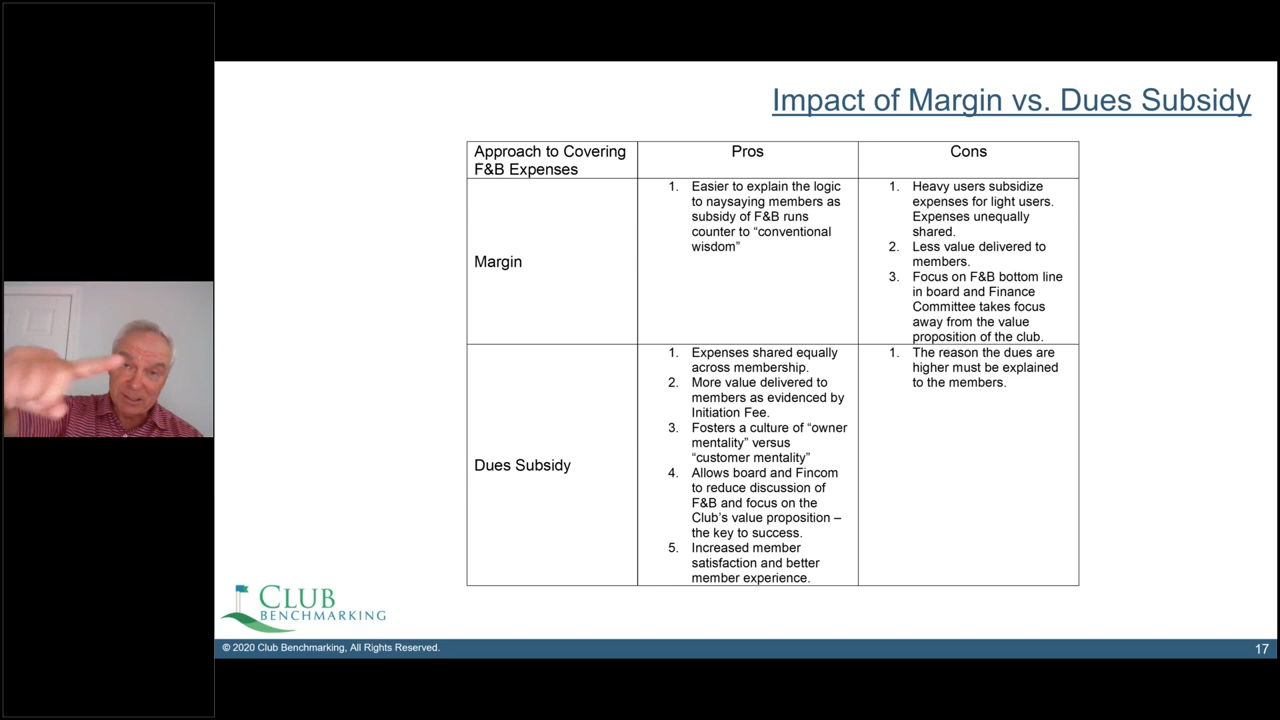 Impact of Margin vs. Dues Subsidy
Approach to Covering
F&B Expenses
Pros
Cons
Margin
1. Easier to explain the logic
to naysaying members as
subsidy of F&B runs
counter to “conventional
wisdom”
1. Heavy users subsidize
expenses for light users.
Expenses unequally
shared.
2. Less value delivered to
members.
3. Focus on F&B bottom line
in board and Finance
Committee takes focus
away from the value
proposition of the club.
Dues Subsidy
1. Expenses shared equally
across membership.
2. More value delivered to
members as evidenced by
Initiation Fee.
3. Fosters a culture of “owner
mentality” versus
“customer mentality”
4. Allows board and Fincom
to reduce discussion of
F&B and focus on the
Club’s value proposition –
the key to success.
5. Increased member
satisfaction and better
member experience.
1. The reason the dues are
higher must be explained
to the members.
CLUB
BENCHMARKING
© 2020 Club Benchmarking, All Rights Reserved.
17